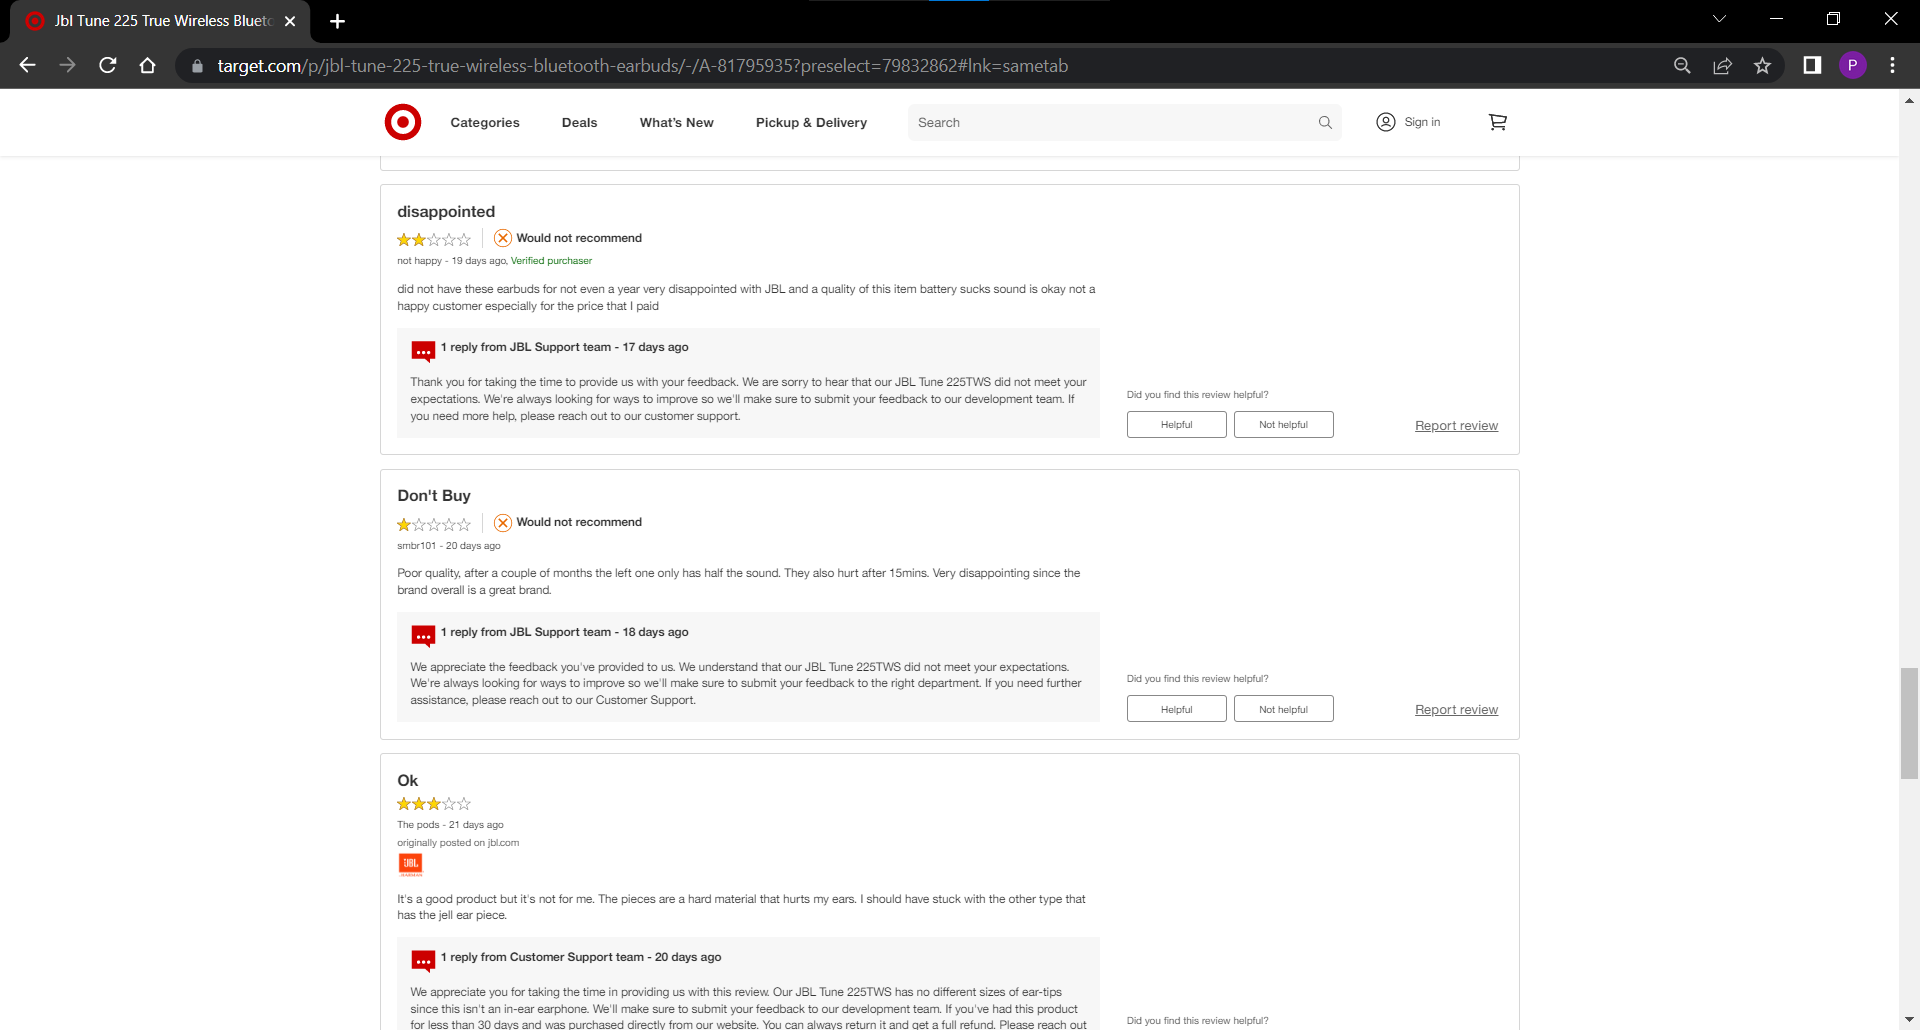 Jbl Tune 225 True Wireless Blueto
target.com/p/jbl-tune-225-true-wireless-bluetooth-earbuds/-/A-81795935?preselect=79832862#lnk=sametab
P
Categories
Deals
What's New
Pickup & Delivery
Search
Sign in
disappointed
Would not recommend
not happy - 19 days ago, Verified purchaser
did not have these earbuds for not even a year very disappointed with JBL and a quality of this item battery sucks sound is okay not a
happy customer especially for the price that I paid
1 reply from JBL Support team - 17 days ago
Thank you for taking the time to provide us with your feedback. We are sorry to hear that our JBL Tune 225TWS did not meet your
expectations. We're always looking for ways to improve so we'll make sure to submit your feedback to our development team. If
you need more help, please reach out to our customer support.
Did you find this review helpful?
Helpful
Not helpful
Report review
Don't Buy
Would not recommend
smbr101 - 20 days ago
Poor quality, after a couple of months the left one only has half the sound. They also hurt after 15mins. Very disappointing since the
brand overall is a great brand.
1 reply from JBL Support team - 18 days ago
We appreciate the feedback you've provided to us. We understand that our JBL Tune 225TWS did not meet your expectations.
We're always looking for ways to improve so we'll make sure to submit your feedback to the right department. If you need further
assistance, please reach out to our Customer Support.
Did you find this review helpful?
Helpful
Not helpful
Report review
Ok
The pods - 21 days ago
originally posted on jbl.com
JBL
It's a good product but it's not for me. The pieces are a hard material that hurts my ears. I should have stuck with the other type that
has the jell ear piece.
1 reply from Customer Support team - 20 days ago
We appreciate you for taking the time in providing us with this review. Our JBL Tune 225TWS has no different sizes of ear-tips
since this isn't an in-ear earphone. We'll make sure to submit your feedback to our development team. If you've had this product
for less than 30 days and was purchased directly from our website. You can always return it and get a full refund. Please reach out
Did you find this review helpful?